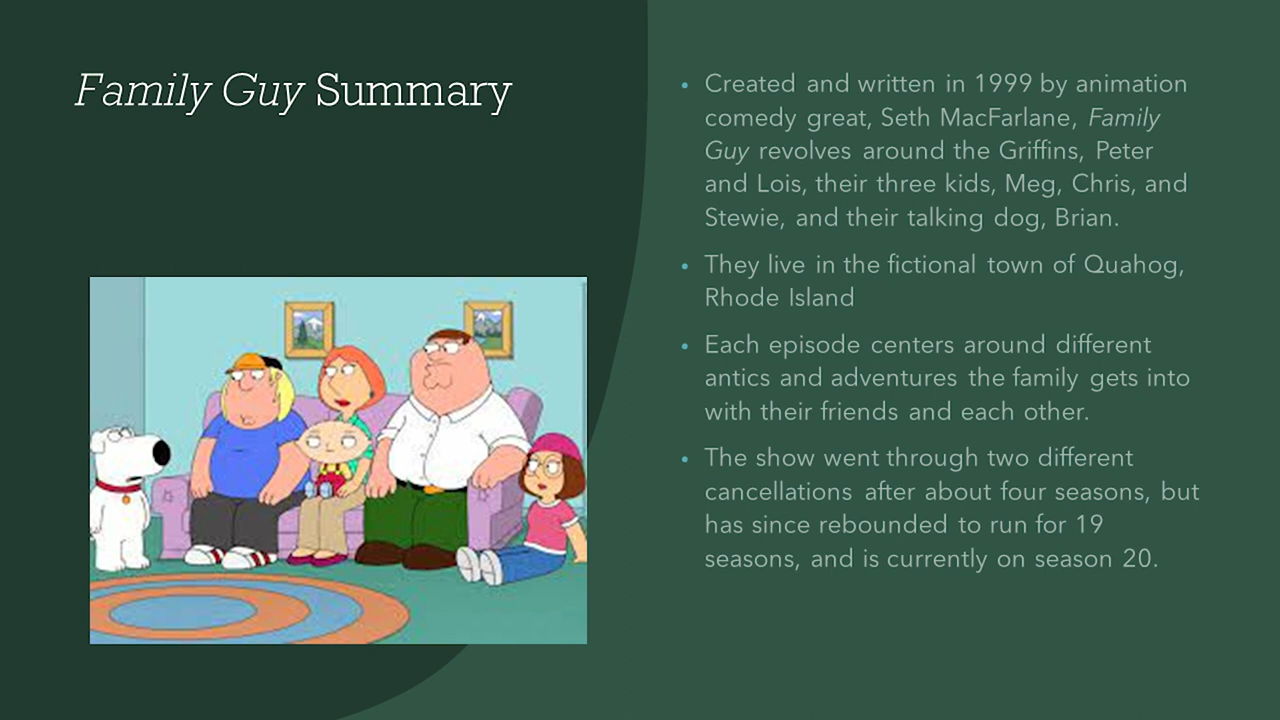 Family Guy Summary
• Created and written in 1999 by animation
comedy great, Seth MacFarlane, Family
Guy revolves around the Griffins, Peter
and Lois, their three kids, Meg, Chris, and
Stewie, and their talking dog, Brian.
• They live in the fictional town of Quahog,
Rhode Island
• Each episode centers around different
antics and adventures the family gets into
with their friends and each other.
• The show went through two different
cancellations after about four seasons, but
has since rebounded to run for 19
seasons, and is currently on season 20.